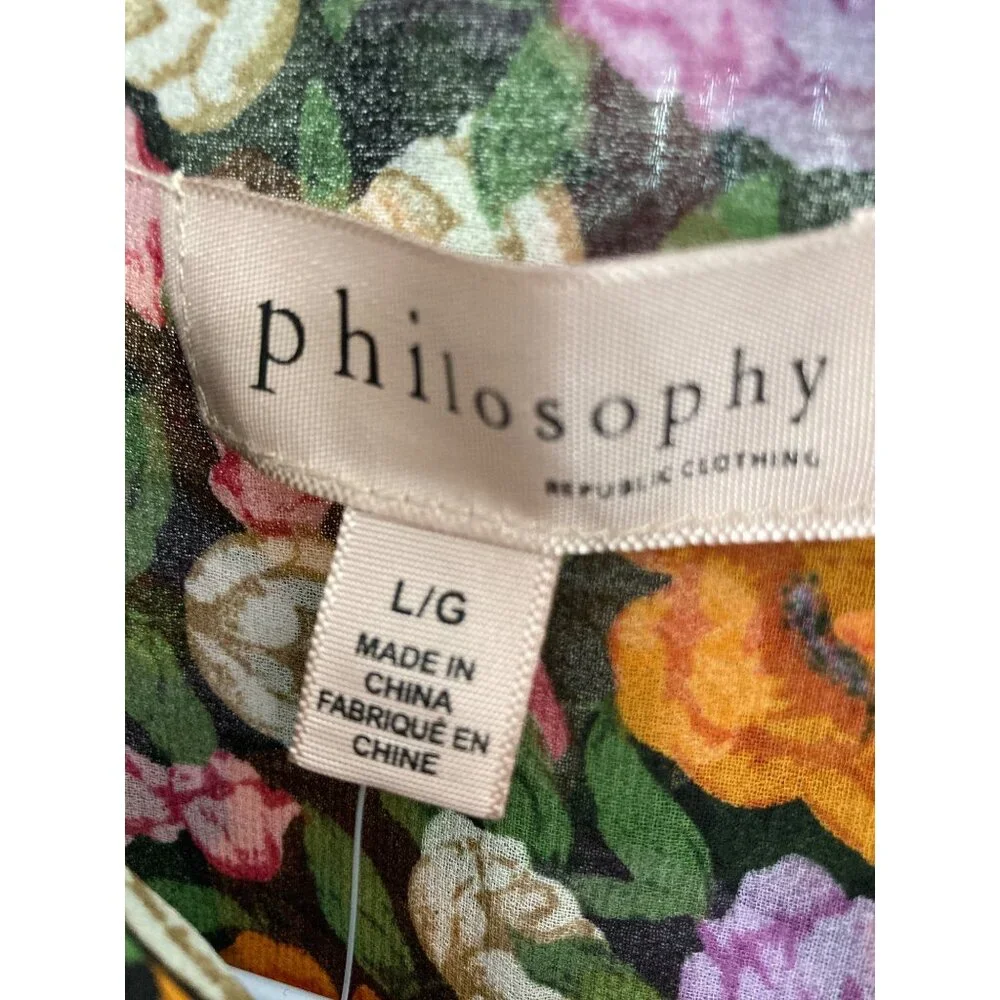 philosophy
REPUBLIC CLOTHING
L/G
MADE IN
CHINA
FABRIQUÉ EN
CHINE